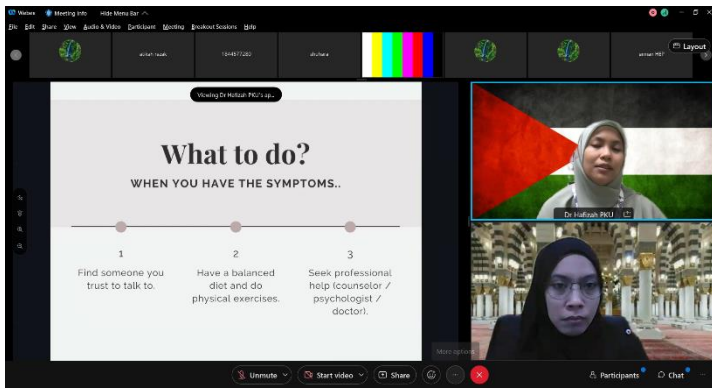 Webex Meeting Info Hide Menu Bar
File Edit Share View Audio & Video Participant Meeting Breakout Sessions Help
1844577280
Layout
Viewing Dr Hafizah PKU's ap...
What to do?
WHEN YOU HAVE THE SYMPTOMS..
1
Find someone you
trust to talk to.
2
Have a balanced
diet and do
physical exercises.
3
Seek professional
help (counselor /
psychologist /
doctor).
Dr Hafizah PKU
More options
Unmute Start video Share
Participants Chat